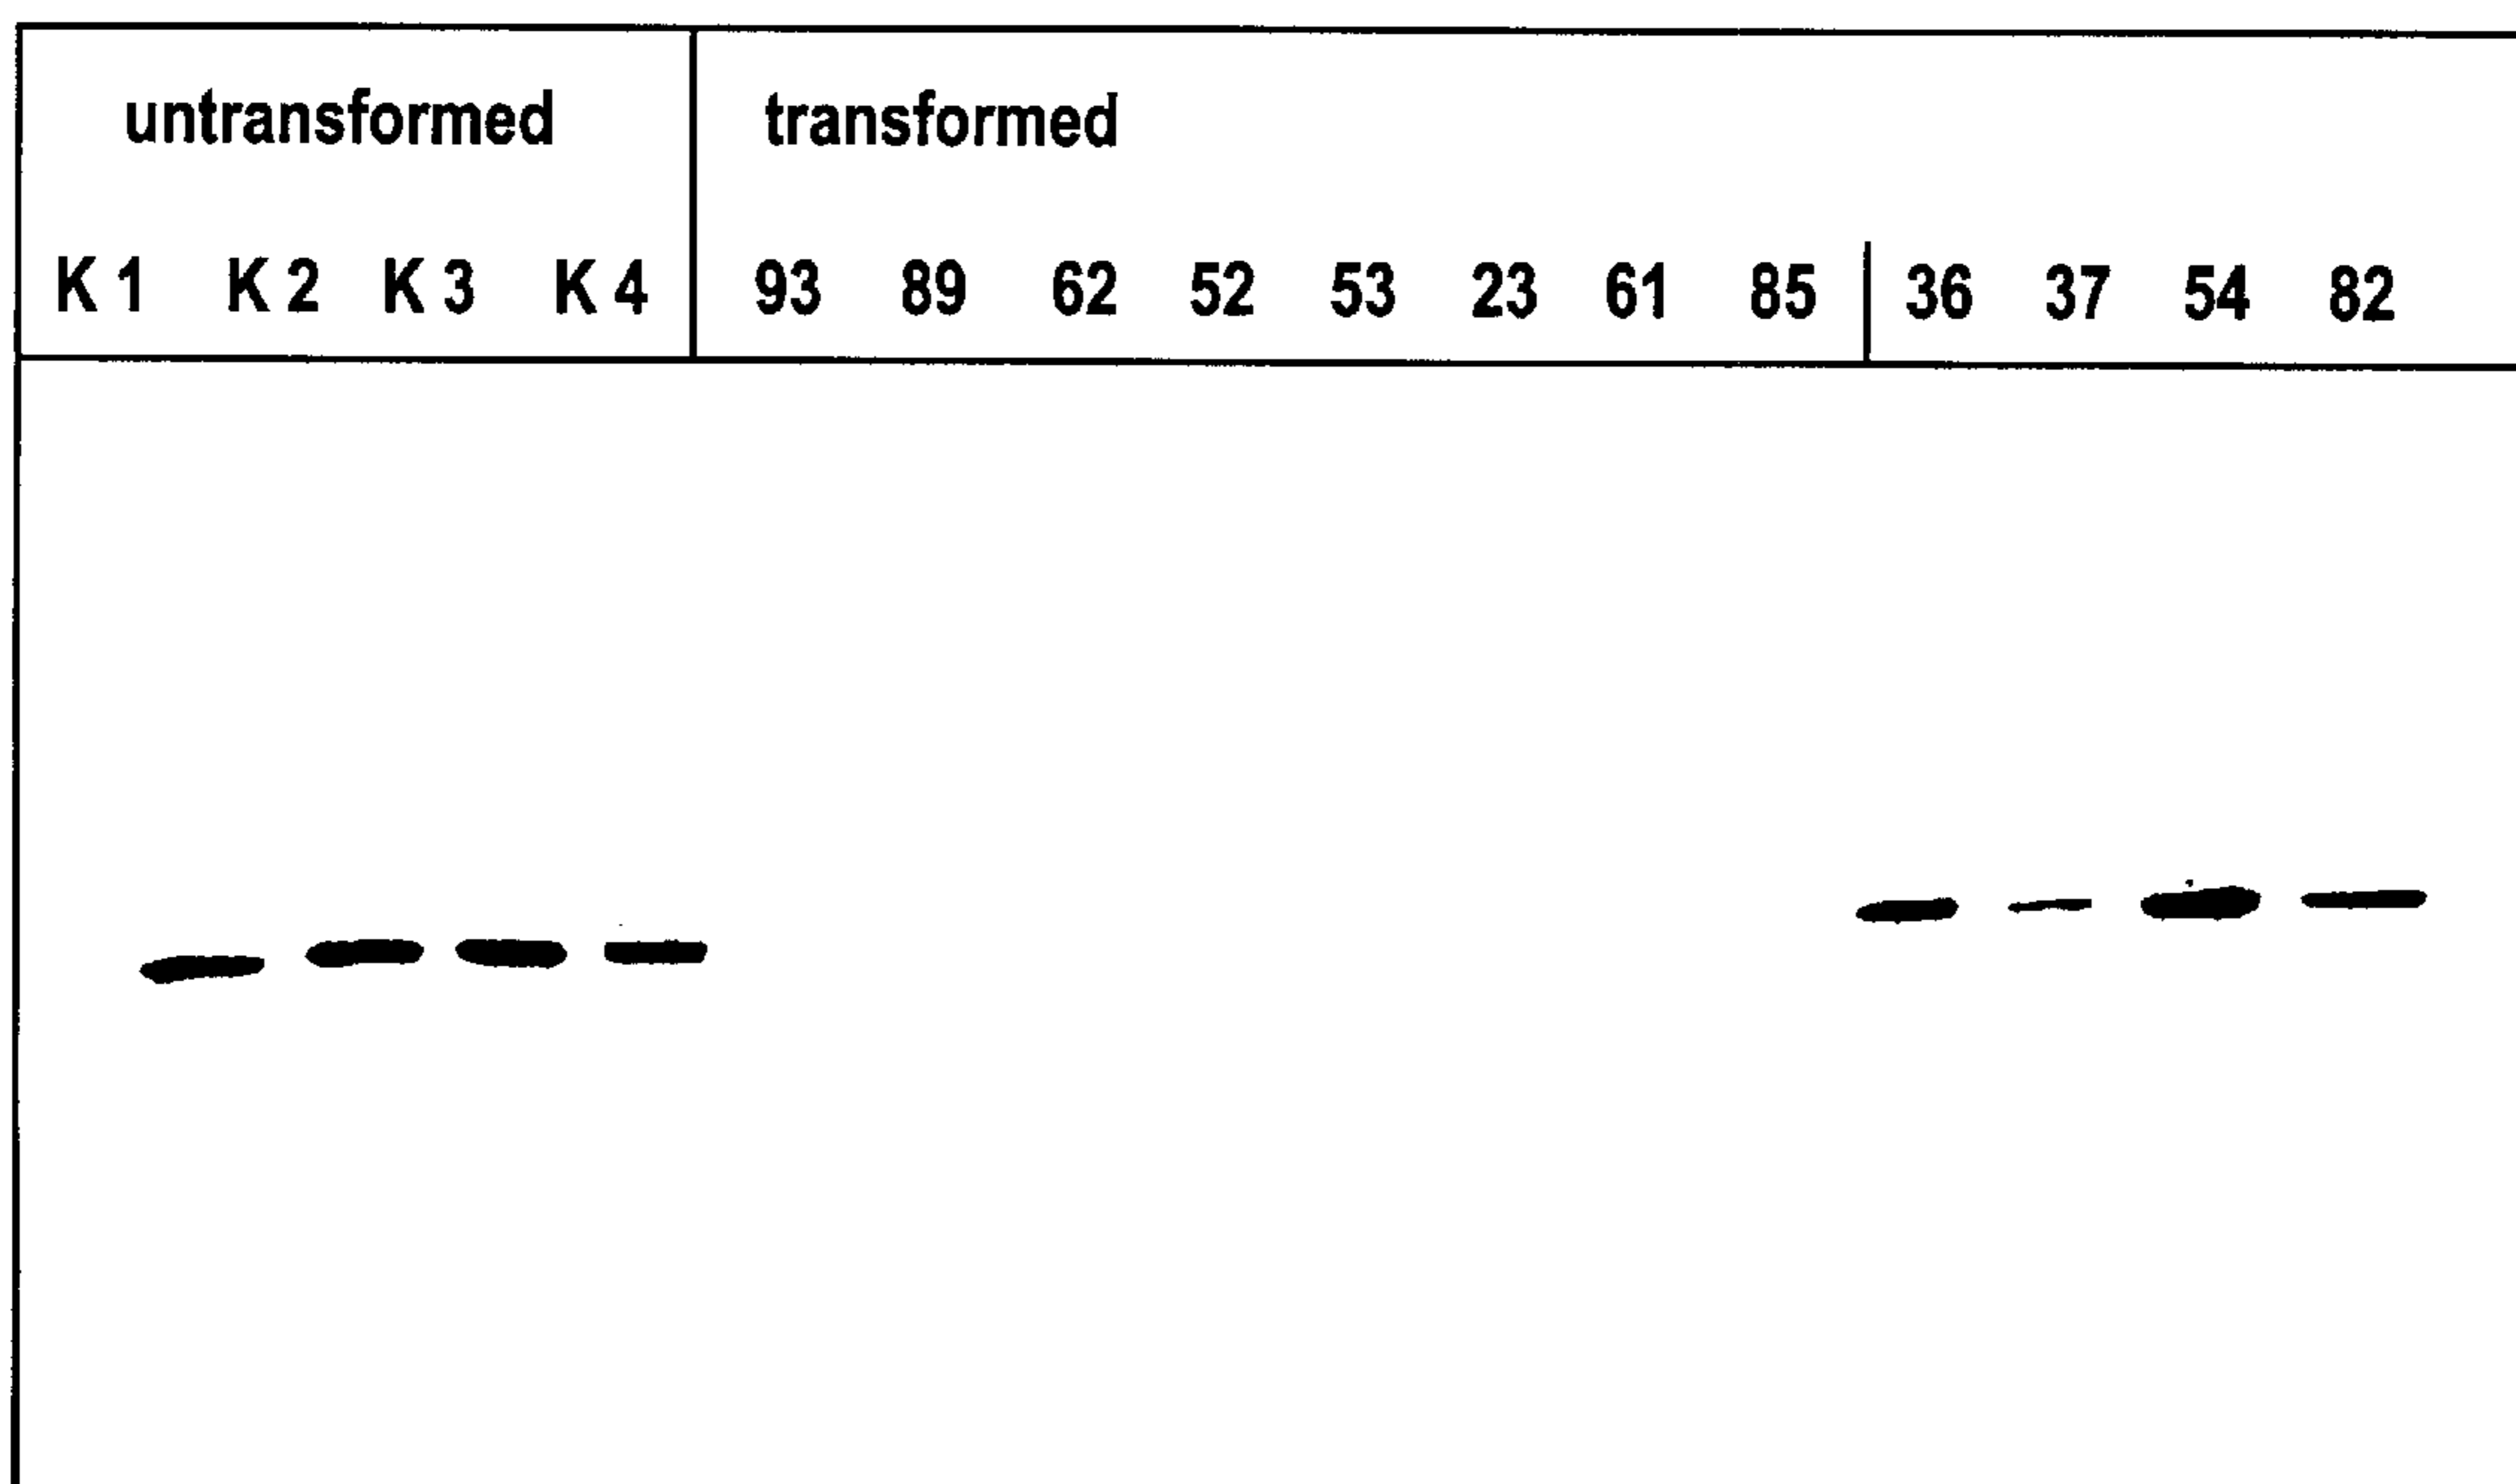 untransformed transformed
K 1 K 2 K 3 K 4 93 89 62 52 53 23 61 85 36 37 54 82